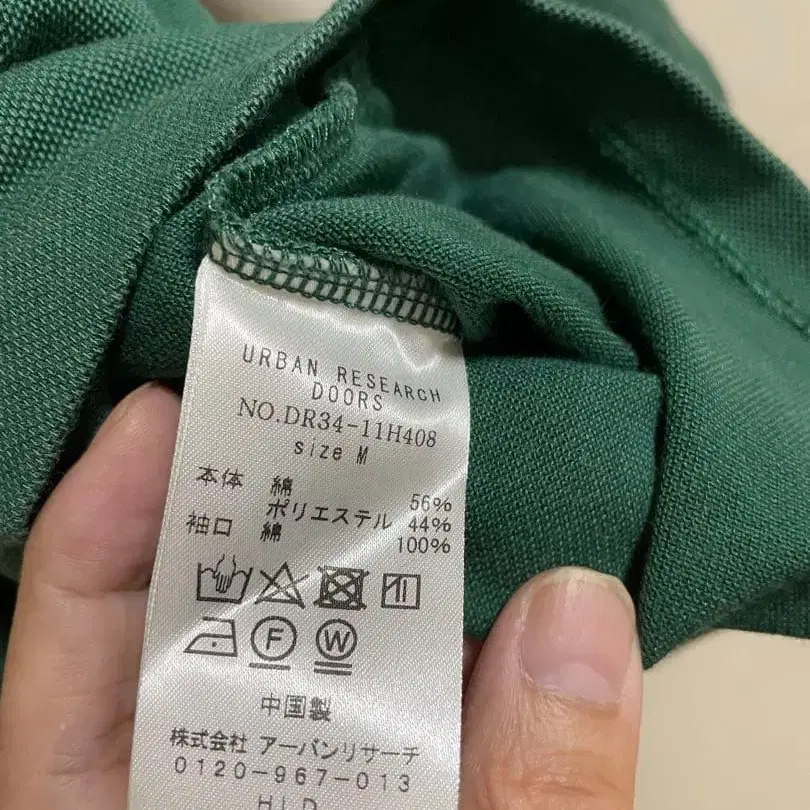 URBAN RESEARCH
DOORS
NO.DR34-11H408
size M
本体 綿 56%
ポリエステル 44%
袖口 綿 100%
F W
中国製
株式会社 アーバンリサーチ
0120-967-013
H.L.D